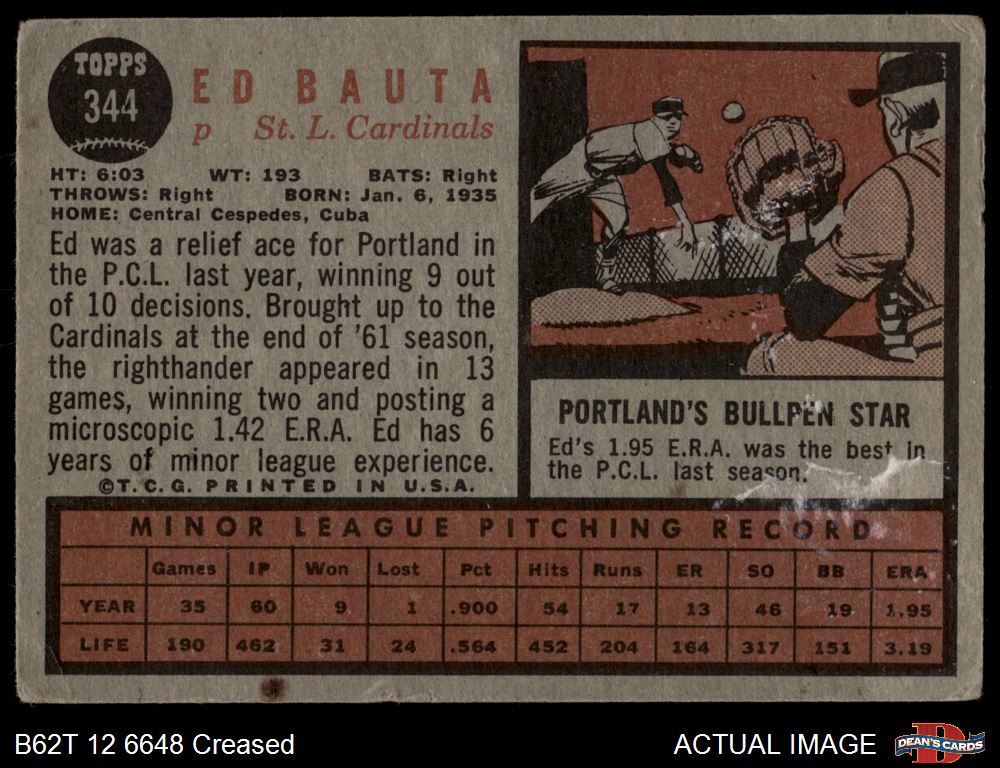 TOPPS
344
ED BAUTA
p St. L. Cardinals
HT: 6:03 WT: 193 BATS: Right
THROWS: Right BORN: Jan. 6, 1935
HOME: Central Cespedes, Cuba
Ed was a relief ace for Portland in
the P.C.L. last year, winning 9 out
of 10 decisions. Brought up to the
Cardinals at the end of '61 season,
the righthander appeared in 13
games, winning two and posting a
microscopic 1.42 E.R.A. Ed has 6
years of minor league experience.
©T.C.G. PRINTED IN U.S.A.
PORTLAND'S BULLPEN STAR
Ed's 1.95 E.R.A. was the best in
the P.C.L. last season.
MINOR LEAGUE PITCHING RECORD
Games IP Won Lost Pct Hits Runs ER SO BB ERA
YEAR 35 60 9 1 .900 54 17 13 46 19 1.95
LIFE 190 462 31 24 .564 452 204 164 317 151 3.19
B62T 12 6648 Creased
ACTUAL IMAGE
D
DEAN'S CARDS